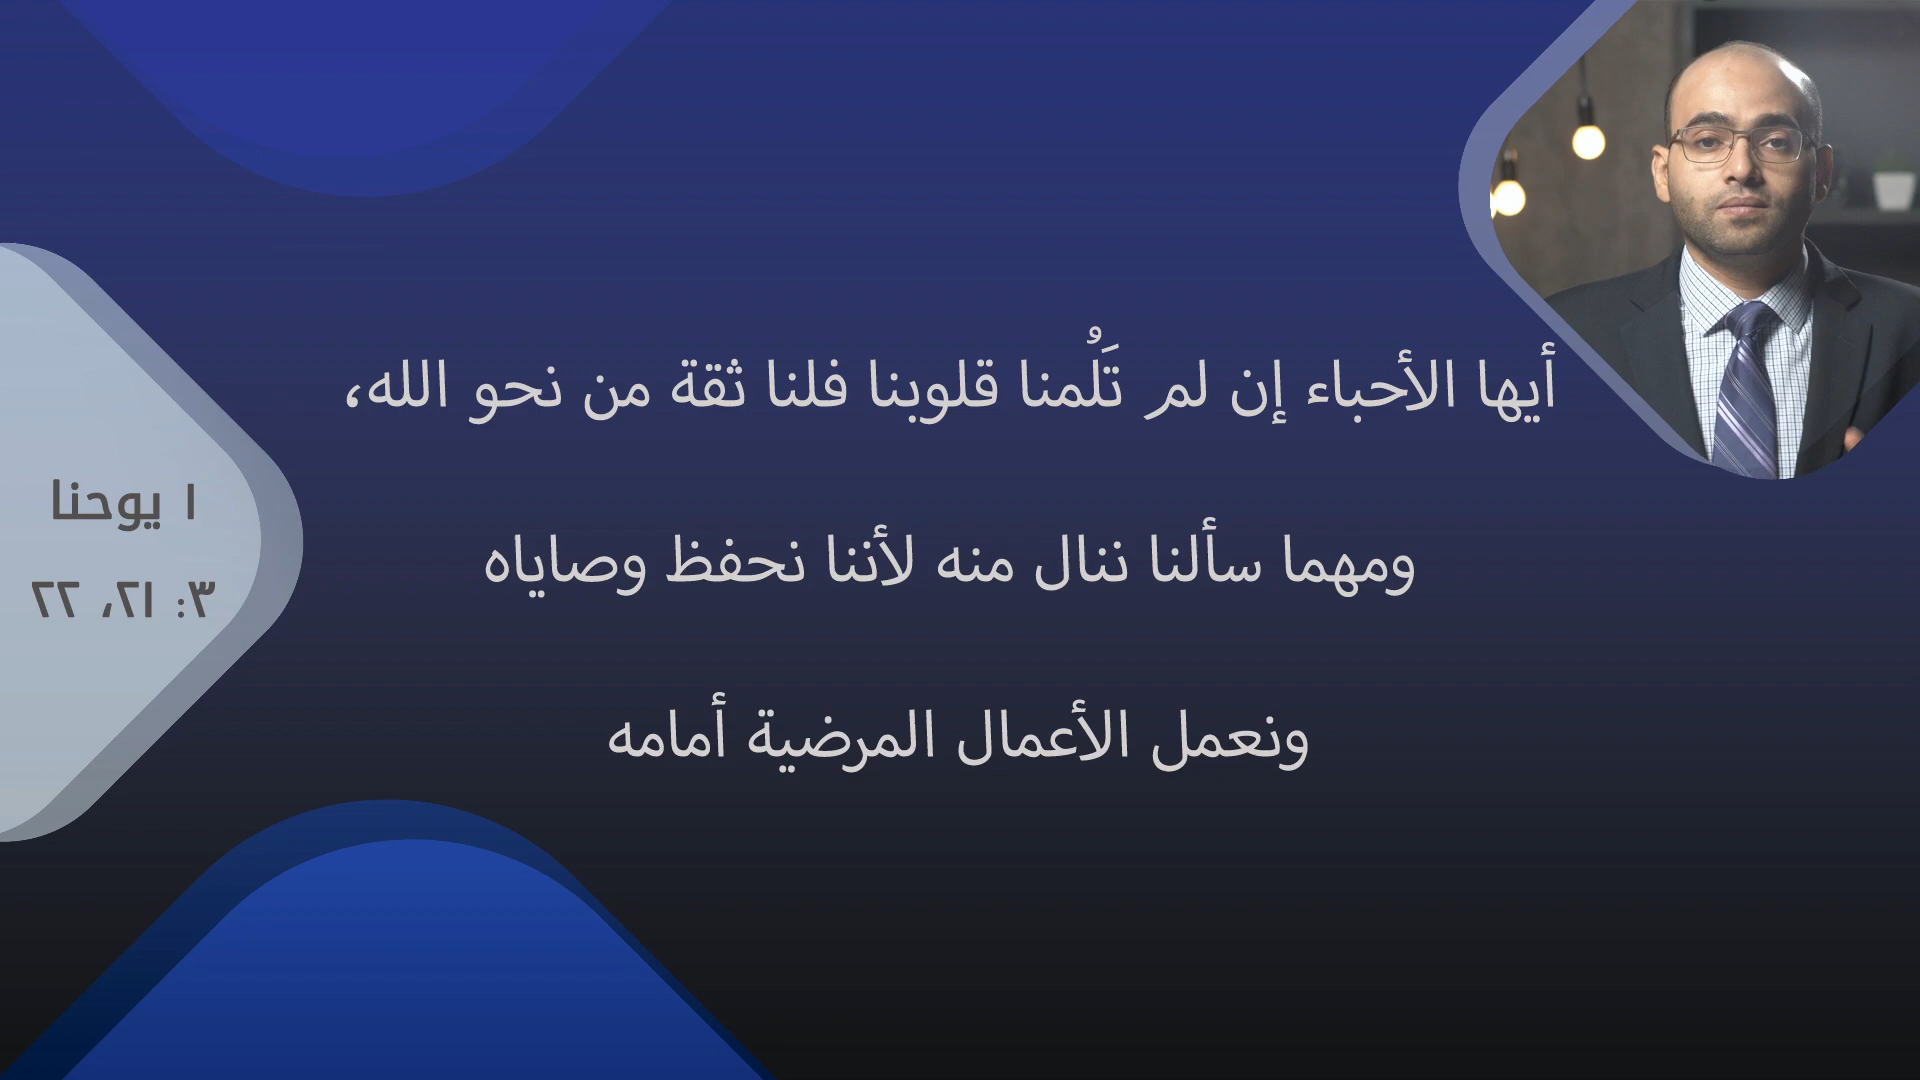 أيها الأحباء إن لم تَلُمنا قلوبنا فلنا ثقة من نحو الله،
ومهما سألنا ننال منه لأننا نحفظ وصاياه
ونعمل الأعمال المرضية أمامه
١ يوحنا
٣: ٢١، ٢٢